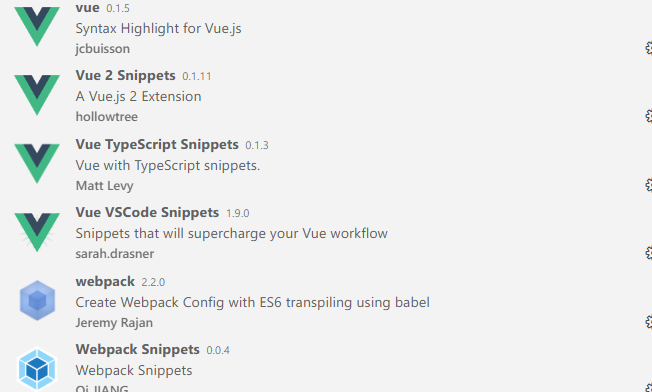 vue 0.1.5
Syntax Highlight for Vue.js
jcbuisson
Vue 2 Snippets 0.1.11
A Vue.js 2 Extension
hollowtree
Vue TypeScript Snippets 0.1.3
Vue with TypeScript snippets.
Matt Levy
Vue VSCode Snippets 1.9.0
Snippets that will supercharge your Vue workflow
sarah.drasner
webpack 2.2.0
Create Webpack Config with ES6 transpiling using babel
Jeremy Rajan
Webpack Snippets 0.0.4
Webpack Snippets
Qi JIANG